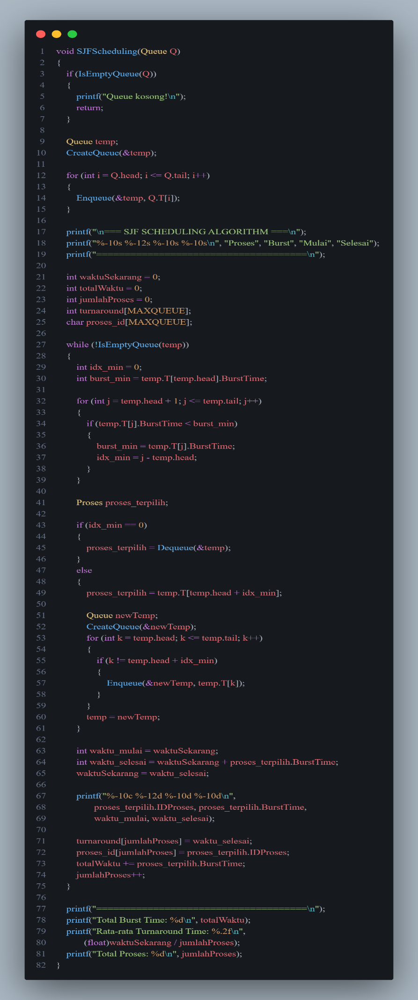 1 void SJFScheduling(Queue Q)
2 {
3     if (IsEmptyQueue(Q))
4     {
5         printf("Queue kosong!\n");
6         return;
7     }
8
9     Queue temp;
10     CreateQueue(&temp);
11
12     for (int i = Q.head; i <= Q.tail; i++)
13     {
14         Enqueue(&temp, Q.T[i]);
15     }
16
17     printf("\n=== SJF SCHEDULING ALGORITHM ===\n");
18     printf("%-10s %-12s %-10s %-10s\n", "Proses", "Burst", "Mulai", "Selesai");
19     printf("=====================================\n");
20
21     int waktuSekarang = 0;
22     int totalWaktu = 0;
23     int jumlahProses = 0;
24     int turnaround[MAXQUEUE];
25     char proses_id[MAXQUEUE];
26
27     while (!IsEmptyQueue(temp))
28     {
29         int idx_min = 0;
30         int burst_min = temp.T[temp.head].BurstTime;
31
32         for (int j = temp.head + 1; j <= temp.tail; j++)
33         {
34             if (temp.T[j].BurstTime < burst_min)
35             {
36                 burst_min = temp.T[j].BurstTime;
37                 idx_min = j - temp.head;
38             }
39         }
40
41         Proses proses_terpilih;
42
43         if (idx_min == 0)
44         {
45             proses_terpilih = Dequeue(&temp);
46         }
47         else
48         {
49             proses_terpilih = temp.T[temp.head + idx_min];
50
51             Queue newTemp;
52             CreateQueue(&newTemp);
53             for (int k = temp.head; k <= temp.tail; k++)
54             {
55                 if (k != temp.head + idx_min)
56                 {
57                     Enqueue(&newTemp, temp.T[k]);
58                 }
59             }
60             temp = newTemp;
61         }
62
63         int waktu_mulai = waktuSekarang;
64         int waktu_selesai = waktuSekarang + proses_terpilih.BurstTime;
65         waktuSekarang = waktu_selesai;
66
67         printf("%-10c %-12d %-10d %-10d\n",
68                proses_terpilih.IDProses, proses_terpilih.BurstTime,
69                waktu_mulai, waktu_selesai);
70
71         turnaround[jumlahProses] = waktu_selesai;
72         proses_id[jumlahProses] = proses_terpilih.IDProses;
73         totalWaktu += proses_terpilih.BurstTime;
74         jumlahProses++;
75     }
76
77     printf("=====================================\n");
78     printf("Total Burst Time: %d\n", totalWaktu);
79     printf("Rata-rata Turnaround Time: %.2f\n",
80            (float)waktuSekarang / jumlahProses);
81     printf("Total Proses: %d\n", jumlahProses);
82 }